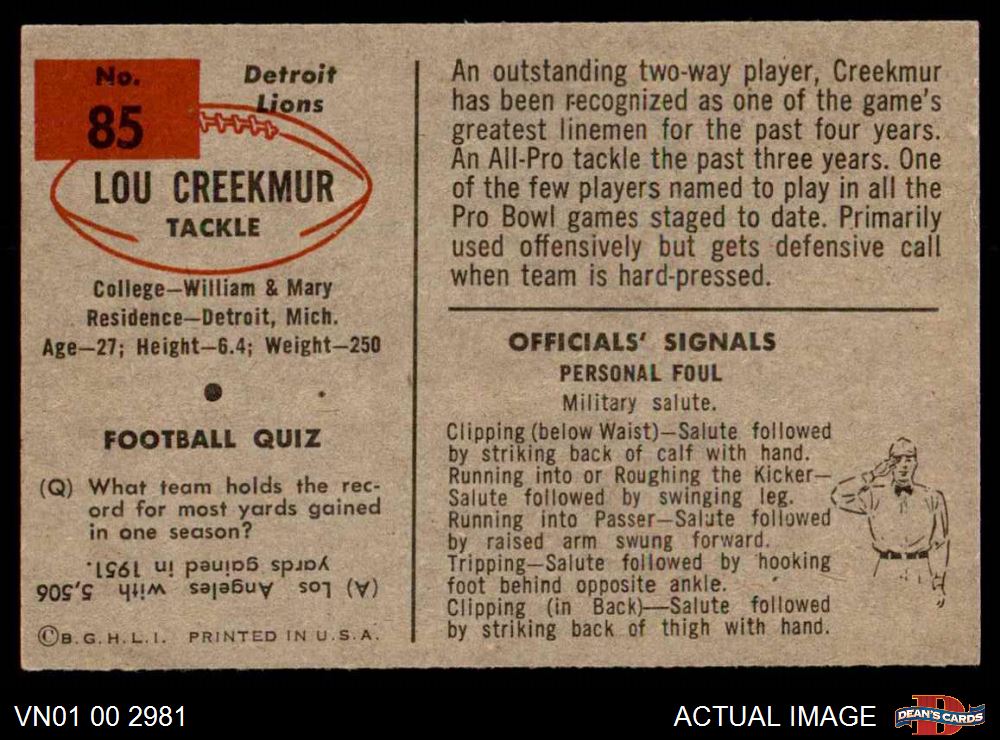 No.
85
Detroit
Lions
LOU CREEKMUR
TACKLE
College—William & Mary
Residence—Detroit, Mich.
Age—27; Height—6.4; Weight—250
FOOTBALL QUIZ
(Q) What team holds the rec-
ord for most yards gained
in one season?
(A) Los Angeles with 5,506
yards gained in 1951.
©B.G.H.L.I. PRINTED IN U.S.A.
An outstanding two-way player, Creekmur
has been recognized as one of the game's
greatest linemen for the past four years.
An All-Pro tackle the past three years. One
of the few players named to play in all the
Pro Bowl games staged to date. Primarily
used offensively but gets defensive call
when team is hard-pressed.
OFFICIALS' SIGNALS
PERSONAL FOUL
Military salute.
Clipping (below Waist)—Salute followed
by striking back of calf with hand.
Running into or Roughing the Kicker—
Salute followed by swinging leg.
Running into Passer—Salute followed
by raised arm swung forward.
Tripping—Salute followed by hooking
foot behind opposite ankle.
Clipping (in Back)—Salute followed
by striking back of thigh with hand.
VN01 00 2981
ACTUAL IMAGE
D
DEAN'S CARDS